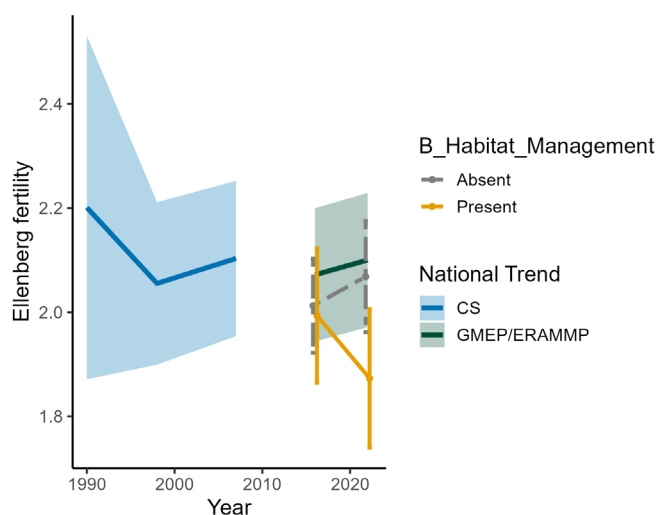 Ellenberg fertility
2.4
2.2
2.0
1.8
1990
2000
2010
2020
Year
B_Habitat_Management
Absent
Present
National Trend
CS
GMEP/ERAMMP